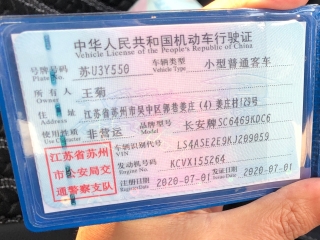 中华人民共和国机动车行驶证
Vehicle License of the People's Republic of China
号牌号码 苏U3Y550 车辆类型 小型普通客车
Plate No. Vehicle Type
所有人 王菊
Owner
住址 江苏省苏州市吴中区郭巷姜庄(4)姜庄村129号
Address
使用性质 非营运 品牌型号 长安牌SC6469KDC6
Use Character Model
江苏省苏州市公安局交通警察支队
车辆识别代号 LS4ASE2E9KJ209059
VIN
发动机号码 KCVX155264
Engine No.
注册日期 2020-07-01 发证日期 2020-07-01
Register Date Issue Date